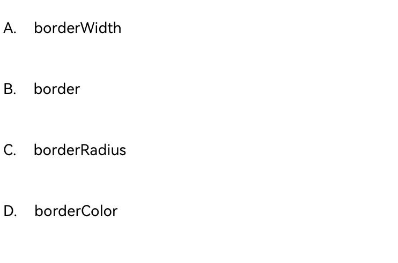 A. borderWidth
B. border
C. borderRadius
D. borderColor